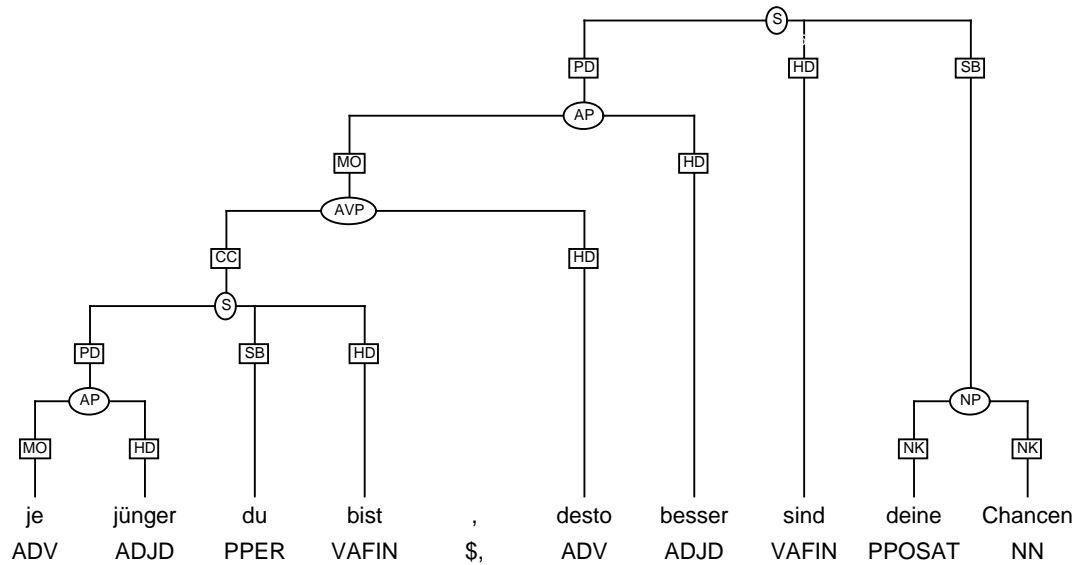 S
PD HD SB
AP
MO HD
AVP
CC HD
S
PD SB HD
AP NP
MO HD NK NK
je jünger du bist , desto besser sind deine Chancen
ADV ADJD PPER VAFIN $, ADV ADJD VAFIN PPOSAT NN